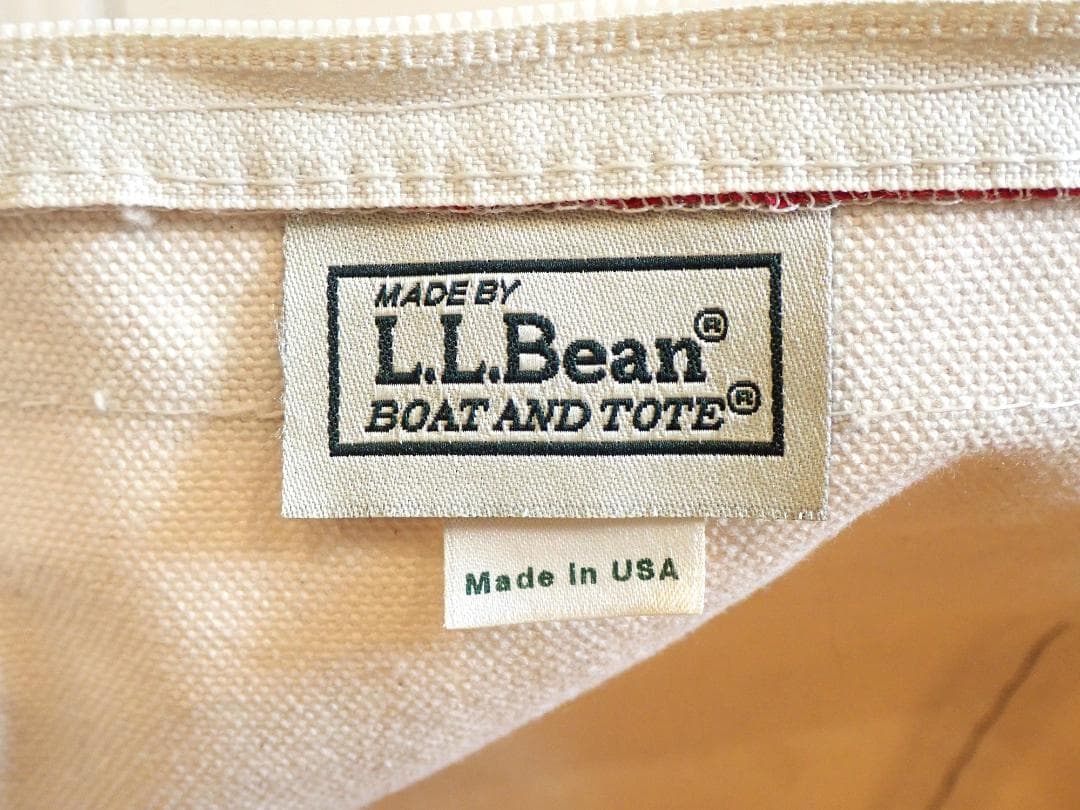 MADE BY
L.L.Bean®
BOAT AND TOTE®
Made in USA